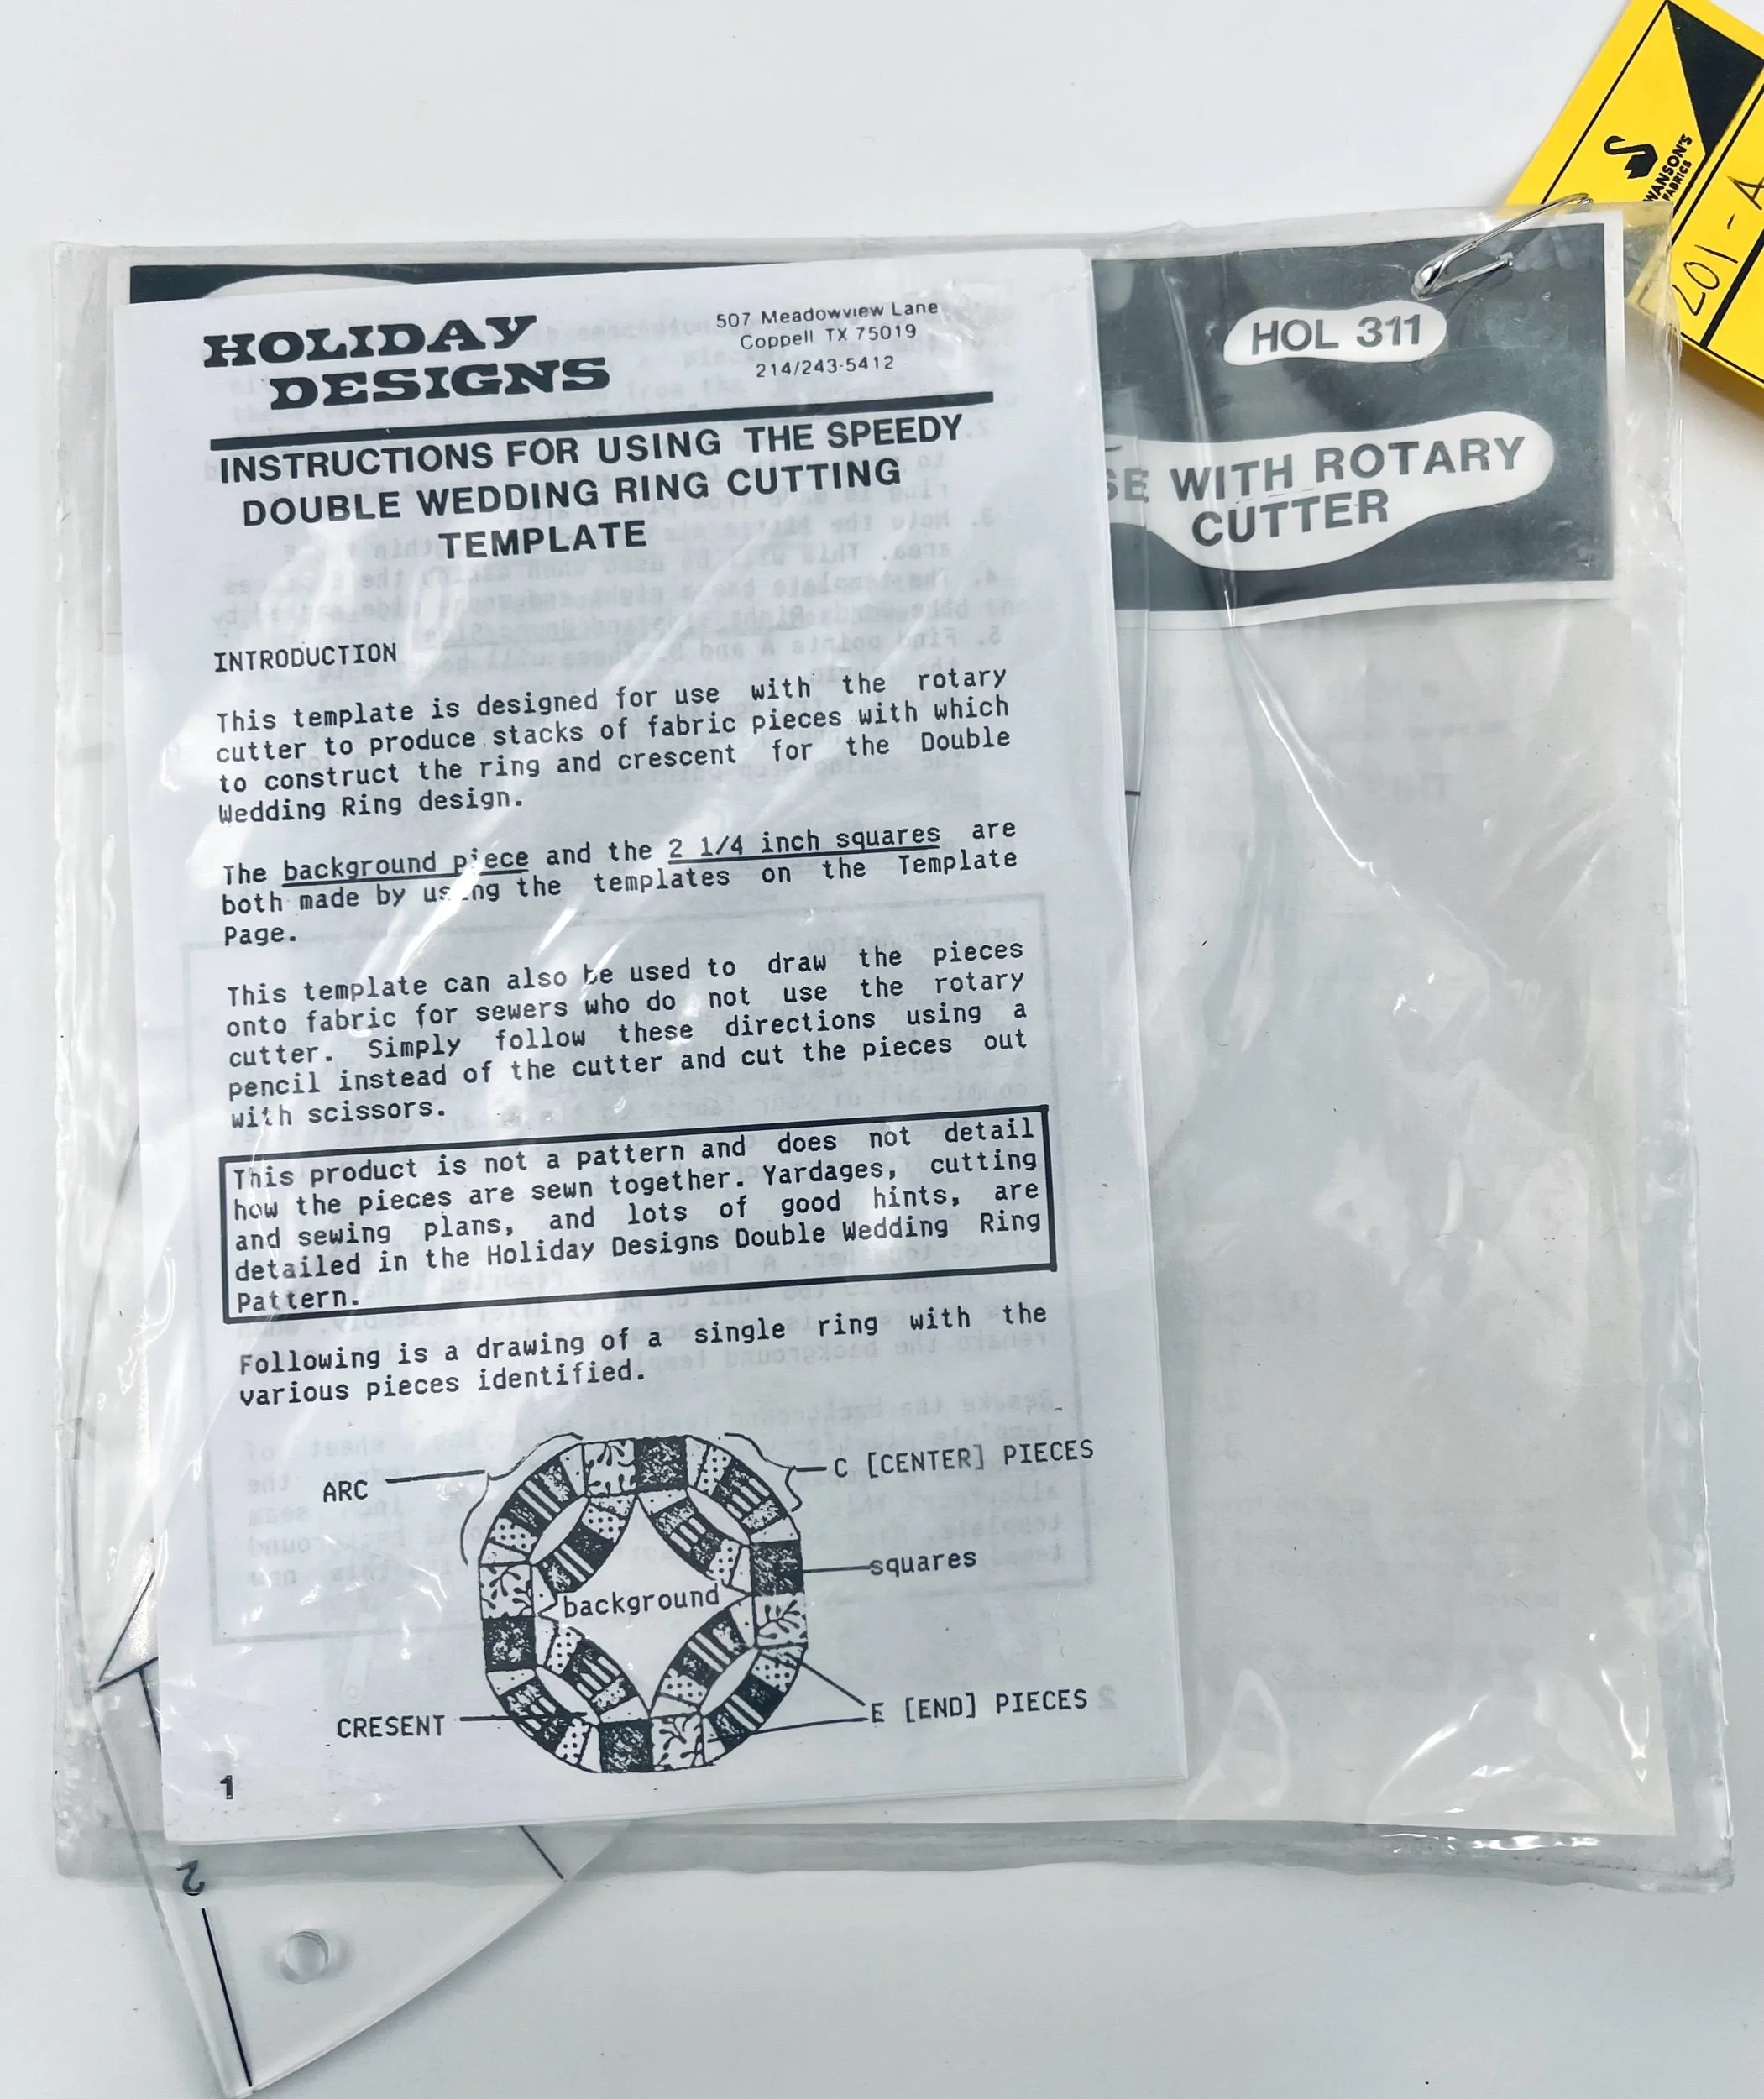 HOLIDAY
DESIGNS
507 Meadowview Lane
Coppell TX 75019
214/243-5412
INSTRUCTIONS FOR USING THE SPEEDY
DOUBLE WEDDING RING CUTTING
TEMPLATE
INTRODUCTION
This template is designed for use with the rotary
cutter to produce stacks of fabric pieces with which
to construct the ring and crescent for the Double
Wedding Ring design.
The background piece and the 2 1/4 inch squares are
both made by using the templates on the Template
Page.
This template can also be used to draw the pieces
onto fabric for sewers who do not use the rotary
cutter. Simply follow these directions using a
pencil instead of the cutter and cut the pieces out
with scissors.
This product is not a pattern and does not detail
how the pieces are sewn together. Yardages, cutting
and sewing plans, and lots of good hints, are
detailed in the Holiday Designs Double Wedding Ring
Pattern.
Following is a drawing of a single ring with the
various pieces identified.
ARC
C [CENTER] PIECES
squares
background
CRESENT
E [END] PIECES
1
HOL 311
SE WITH ROTARY
CUTTER
WANSON'S
FABRICS
201-A
2